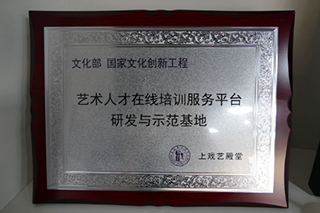 文化部 国家文化创新工程
艺术人才在线培训服务平台
研发与示范基地
上戏艺殿堂